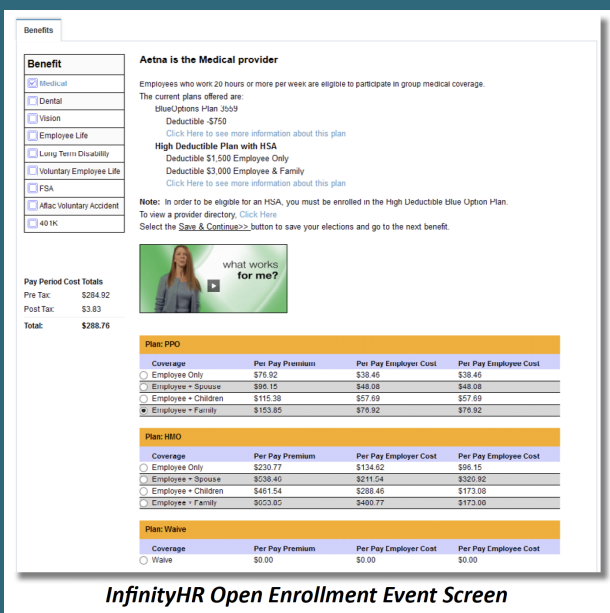 Benefits
Benefit
Medical
Dental
Vision
Employee Life
Long Term Disability
Voluntary Employee Life
FSA
Aflac Voluntary Accident
401K
Pay Period Cost Totals
Pre Tax: $284.92
Post Tax: $3.83
Total: $288.76
Aetna is the Medical provider
Employees who work 20 hours or more per week are eligible to participate in group medical coverage.
The current plans offered are:
BlueOptions Plan 3559
Deductible -$750
Click Here to see more information about this plan
High Deductible Plan with HSA
Deductible $1,500 Employee Only
Deductible $3,000 Employee & Family
Click Here to see more information about this plan
Note: In order to be eligible for an HSA, you must be enrolled in the High Deductible Blue Option Plan.
To view a provider directory, Click Here
Select the Save & Continue>> button to save your elections and go to the next benefit.
what works
for me?
Plan: PPO
Coverage Per Pay Premium Per Pay Employer Cost Per Pay Employee Cost
Employee Only $76.92 $38.46 $38.46
Employee + Spouse $96.15 $48.08 $48.08
Employee + Children $115.38 $57.69 $57.69
Employee + Family $153.85 $76.92 $76.92
Plan: HMO
Coverage Per Pay Premium Per Pay Employer Cost Per Pay Employee Cost
Employee Only $230.77 $134.62 $96.15
Employee + Spouse $538.46 $211.54 $326.92
Employee + Children $461.54 $288.46 $173.08
Employee + Family $653.85 $480.77 $173.08
Plan: Waive
Coverage Per Pay Premium Per Pay Employer Cost Per Pay Employee Cost
Waive $0.00 $0.00 $0.00
InfinityHR Open Enrollment Event Screen